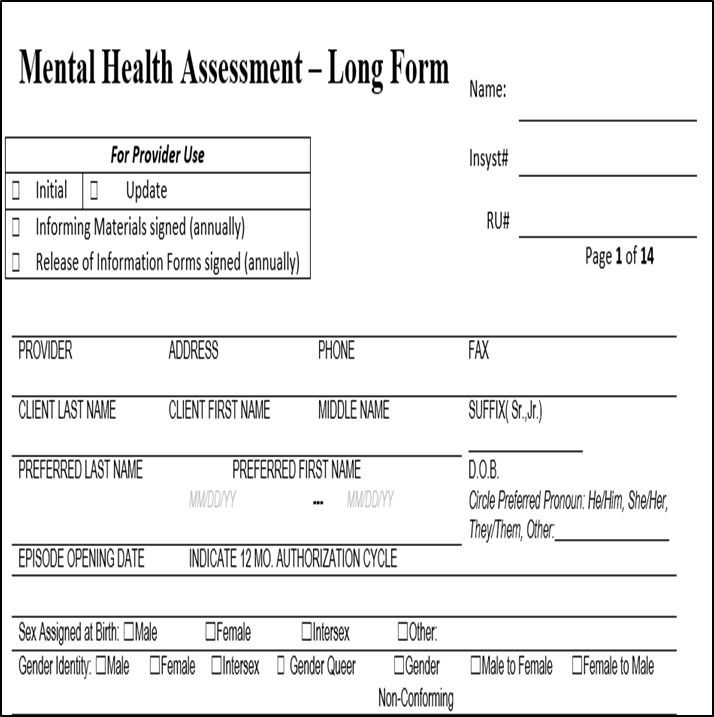 Mental Health Assessment – Long Form
Name:
For Provider Use
Insyst#
☐ Initial ☐ Update
☐ Informing Materials signed (annually)
RU#
☐ Release of Information Forms signed (annually)
Page 1 of 14
PROVIDER ADDRESS PHONE FAX
CLIENT LAST NAME CLIENT FIRST NAME MIDDLE NAME SUFFIX( Sr.,Jr.)
PREFERRED LAST NAME PREFERRED FIRST NAME D.O.B.
MM/DD/YY --- MM/DD/YY Circle Preferred Pronoun: He/Him, She/Her,
They/Them, Other:
EPISODE OPENING DATE INDICATE 12 MO. AUTHORIZATION CYCLE
Sex Assigned at Birth: ☐Male ☐Female ☐Intersex ☐Other:
Gender Identity: ☐Male ☐Female ☐Intersex ☐ Gender Queer ☐Gender ☐Male to Female ☐Female to Male
Non-Conforming